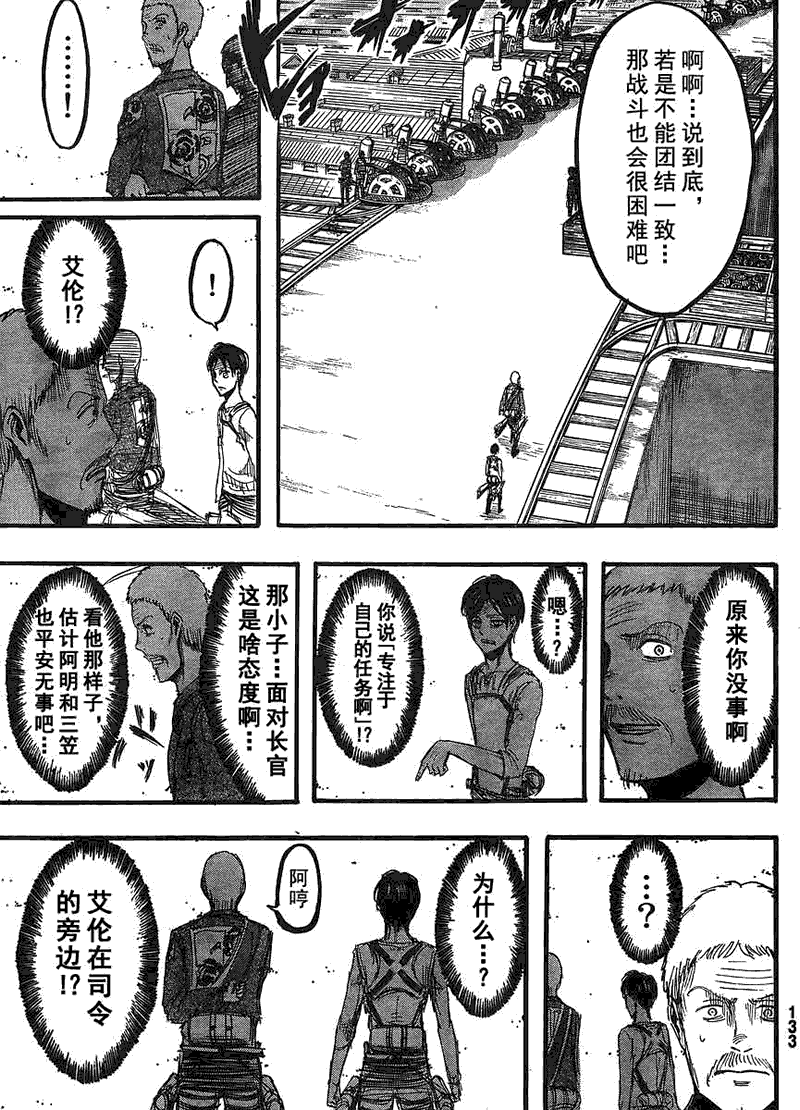 啊啊…说到底，
若是不能团结一致…
那战斗也会很困难吧
……！
！
艾伦!?
原来你没事啊
嗯…?
你说「专注于
自己的任务啊」!?
那小子…面对长官
这是啥态度啊…
看他那样子，
估计阿明和三笠
也平安无事吧…
…?
为什么…?
阿哼
艾伦在司令
的旁边!?
133